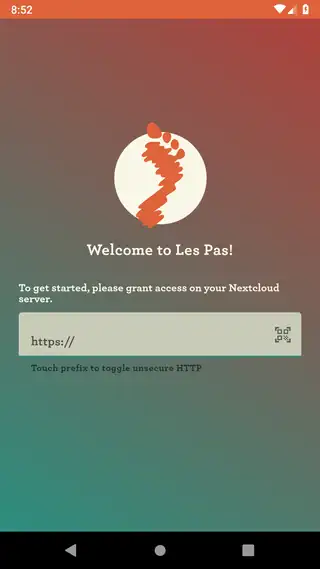 8:52
Welcome to Les Pas!
To get started, please grant access on your Nextcloud
server.
https://
Touch prefix to toggle unsecure HTTP